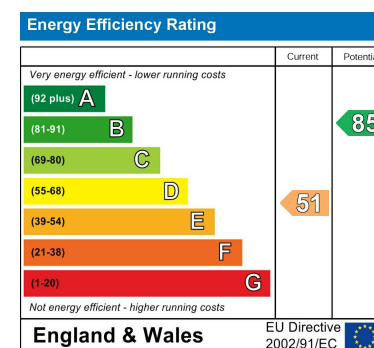 Energy Efficiency Rating
Current
Very energy efficient - lower running costs
(92 plus) A
(81-91) B
85
(69-80) C
(55-68) D
51
(39-54) E
(21-38) F
(1-20) G
Not energy efficient - higher running costs
England & Wales
EU Directive
2002/91/EC